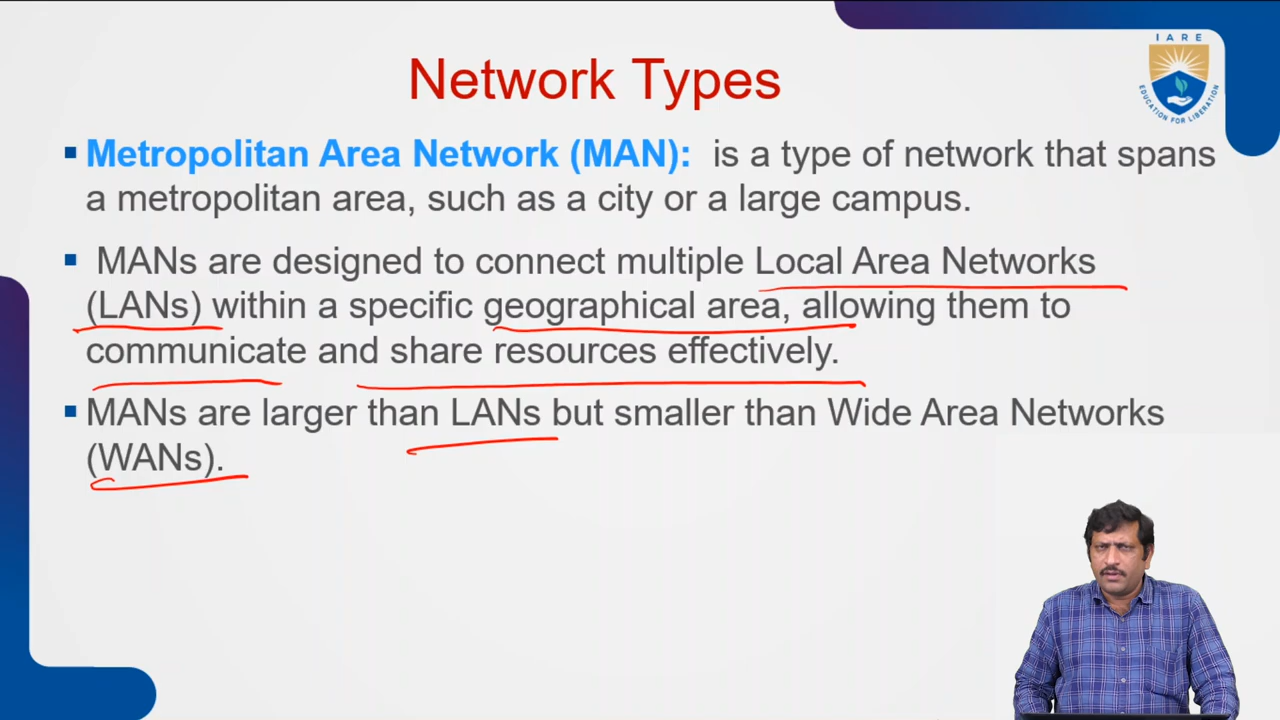 IARE
EDUCATION FOR LIBERATION
Network Types
▪ Metropolitan Area Network (MAN): is a type of network that spans
a metropolitan area, such as a city or a large campus.
▪ MANs are designed to connect multiple Local Area Networks
(LANs) within a specific geographical area, allowing them to
communicate and share resources effectively.
▪ MANs are larger than LANs but smaller than Wide Area Networks
(WANs).